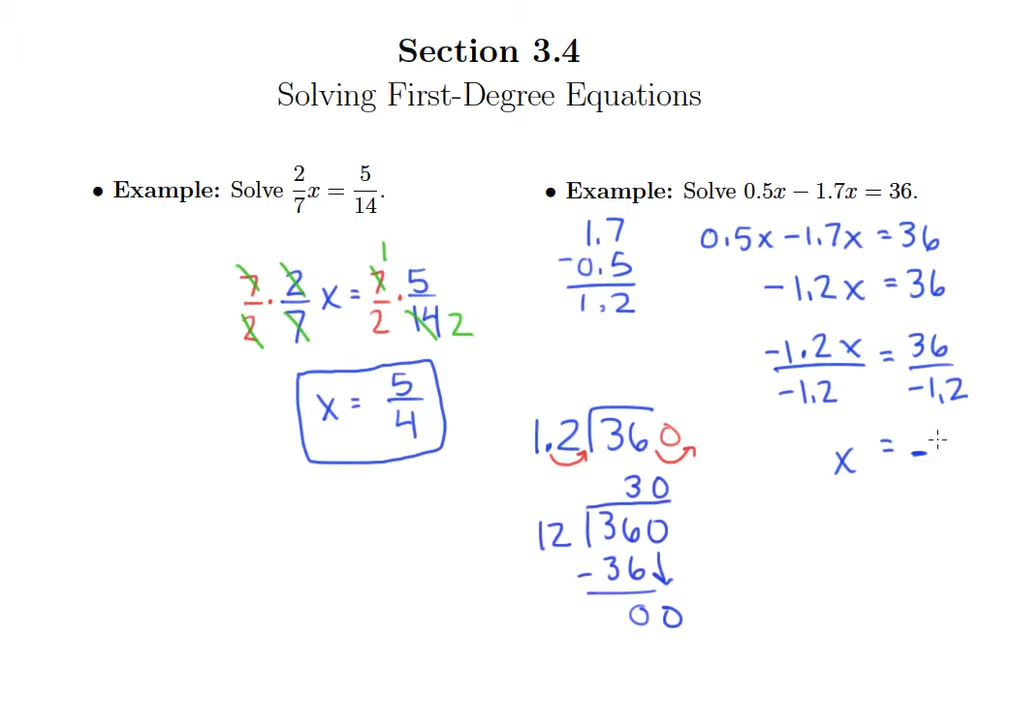 Section 3.4
Solving First-Degree Equations
• Example: Solve 2/7 x = 5/14.
7/2 · 2/7 x = 7/2 · 5/14
1
2
x = 5/4
• Example: Solve 0.5x − 1.7x = 36.
1.7
-0.5
1.2
0.5x -1.7x = 36
-1.2x = 36
-1.2x/-1.2 = 36/-1.2
x = -
1.2)360
30
12)360
-36↓
00